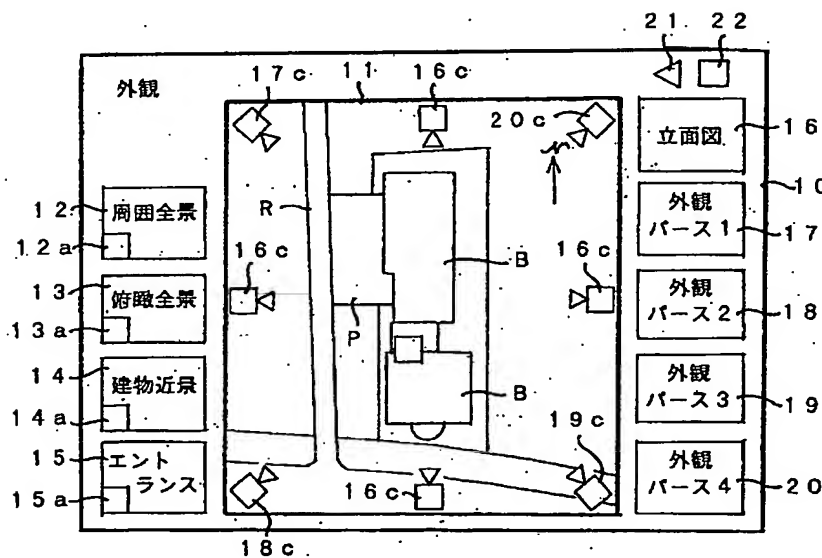 21 22
外観
17c 11 16c 20c
立面図
16
10
12
周囲全景
12a
R
外観
パース1
17
B
13
俯瞰全景
13a
16c
16c
外観
パース2
18
P
14
建物近景
14a
B
外観
パース3
19
15
エント
ランス
15a
19c
外観
パース4
20
16c
18c